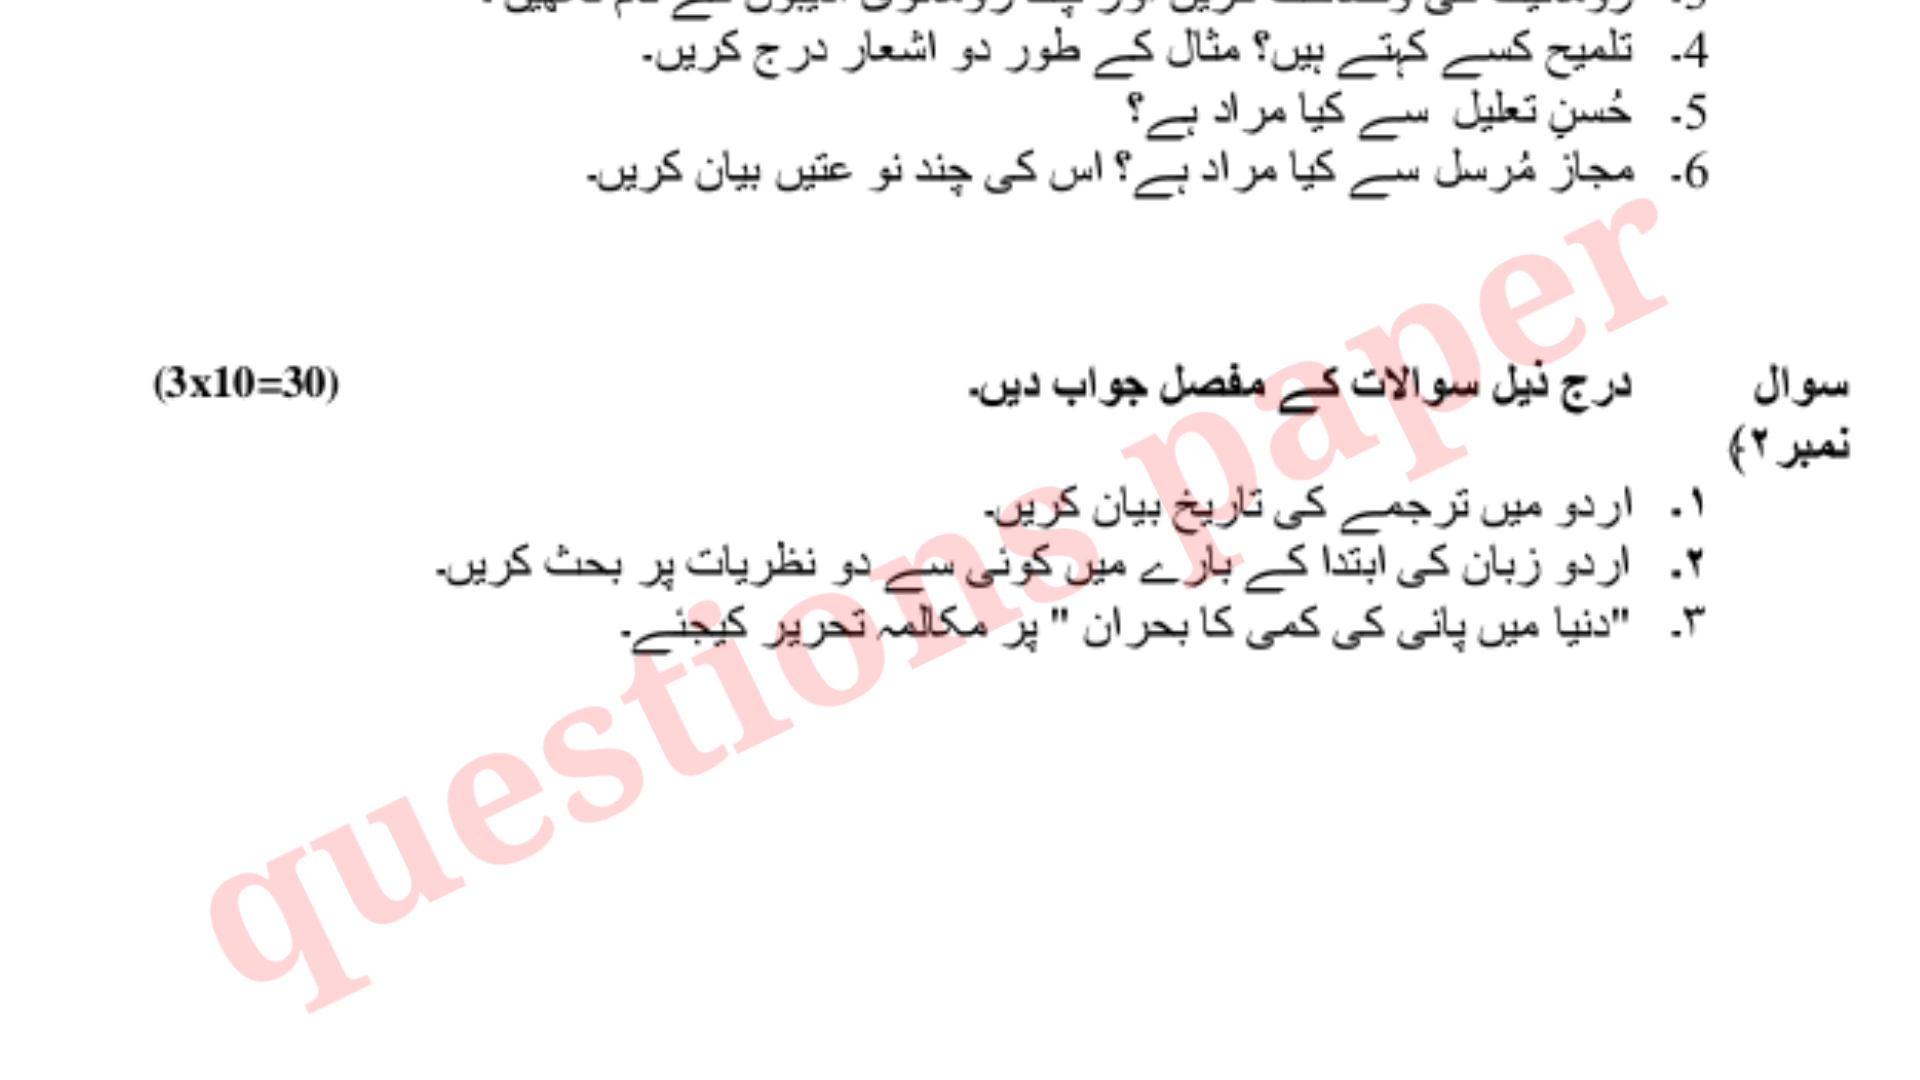 4۔ تلمیح کسے کہتے ہیں؟ مثال کے طور دو اشعار درج کریں۔
5۔ حُسنِ تعلیل سے کیا مراد ہے؟
6۔ مجاز مُرسل سے کیا مراد ہے؟ اس کی چند نو عتیں بیان کریں۔
سوال درج ذیل سوالات کے مفصل جواب دیں۔ (3x10=30)
نمبر۲﴾
۱۔ اردو میں ترجمے کی تاریخ بیان کریں۔
۲۔ اردو زبان کی ابتدا کے بارے میں کوئی سے دو نظریات پر بحث کریں۔
۳۔ "دنیا میں پانی کی کمی کا بحران " پر مکالمہ تحریر کیجئے۔
questions paper